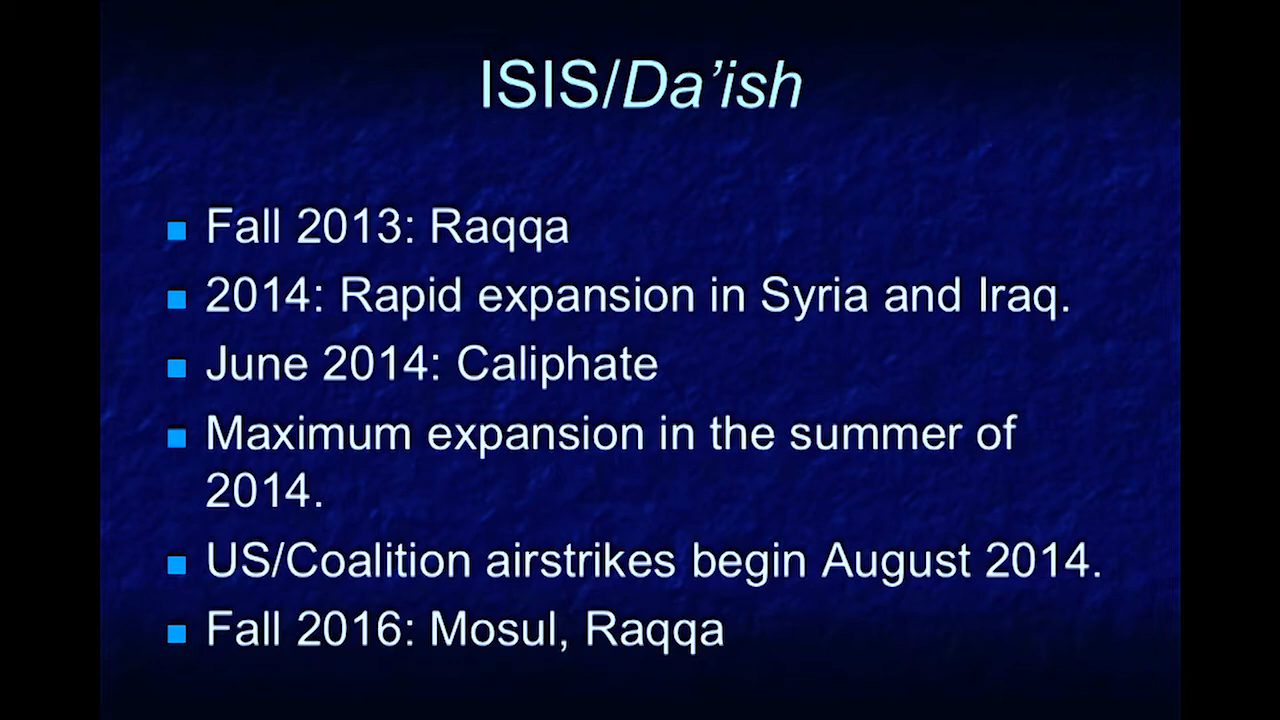 ISIS/Da’ish
Fall 2013: Raqqa
2014: Rapid expansion in Syria and Iraq.
June 2014: Caliphate
Maximum expansion in the summer of
2014.
US/Coalition airstrikes begin August 2014.
Fall 2016: Mosul, Raqqa